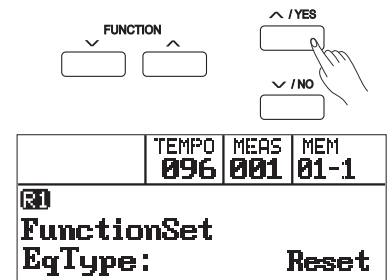 FUNCTION
∧ / YES
∨ / NO
TEMPO MEAS MEM
096 001 01-1
R1
FunctionSet
EqType: Reset